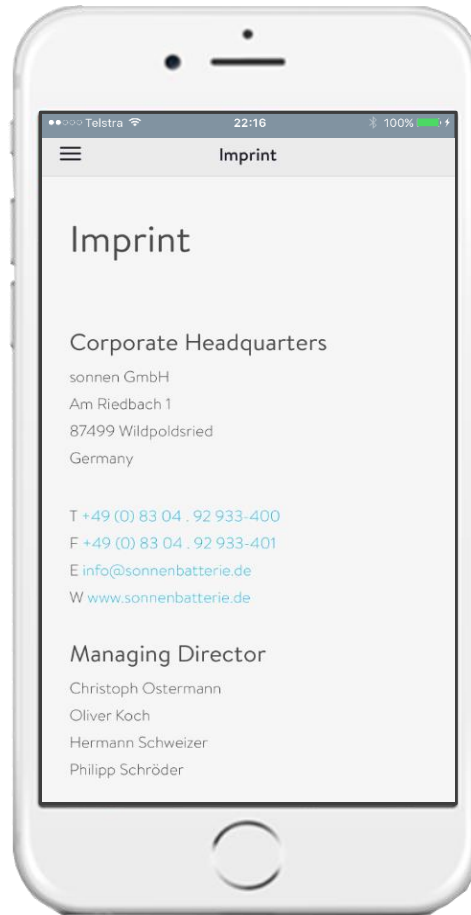 Telstra 22:16 100%
Imprint
Imprint
Corporate Headquarters
sonnen GmbH
Am Riedbach 1
87499 Wildpoldsried
Germany
T +49 (0) 83 04 . 92 933-400
F +49 (0) 83 04 . 92 933-401
E info@sonnenbatterie.de
W www.sonnenbatterie.de
Managing Director
Christoph Ostermann
Oliver Koch
Hermann Schweizer
Philipp Schröder